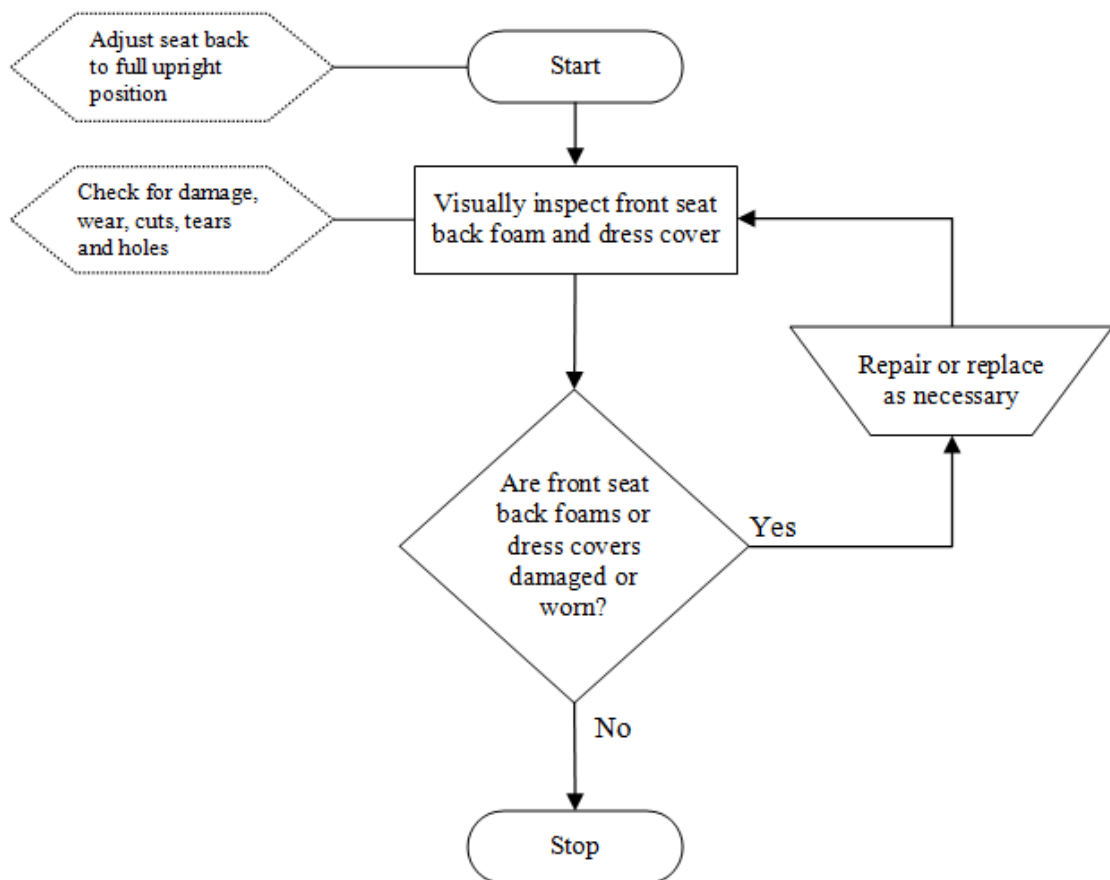 Adjust seat back
to full upright
position
Start
Check for damage,
wear, cuts, tears
and holes
Visually inspect front seat
back foam and dress cover
Repair or replace
as necessary
Are front seat
back foams or
dress covers
damaged or
worn?
Yes
No
Stop